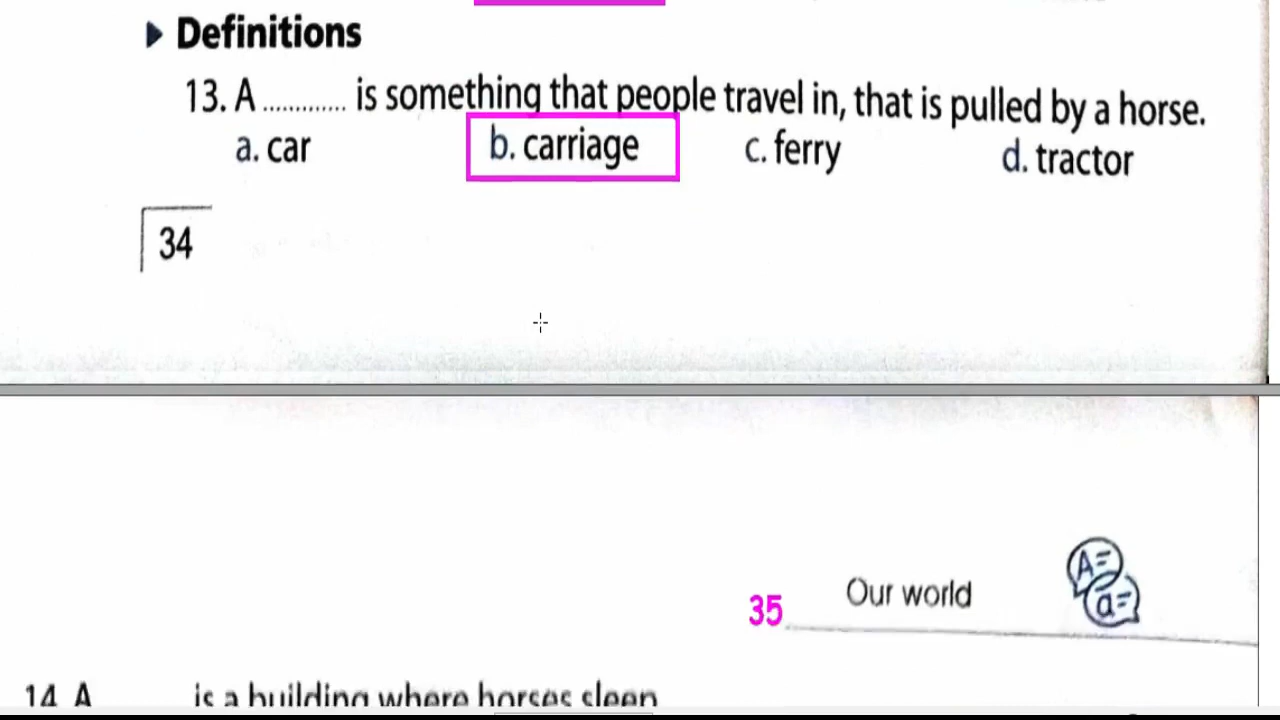 Definitions
13. A ............. is something that people travel in, that is pulled by a horse.
a. car b. carriage c. ferry d. tractor
34
A= a=
35 Our world
14 A is a building where horses sleep